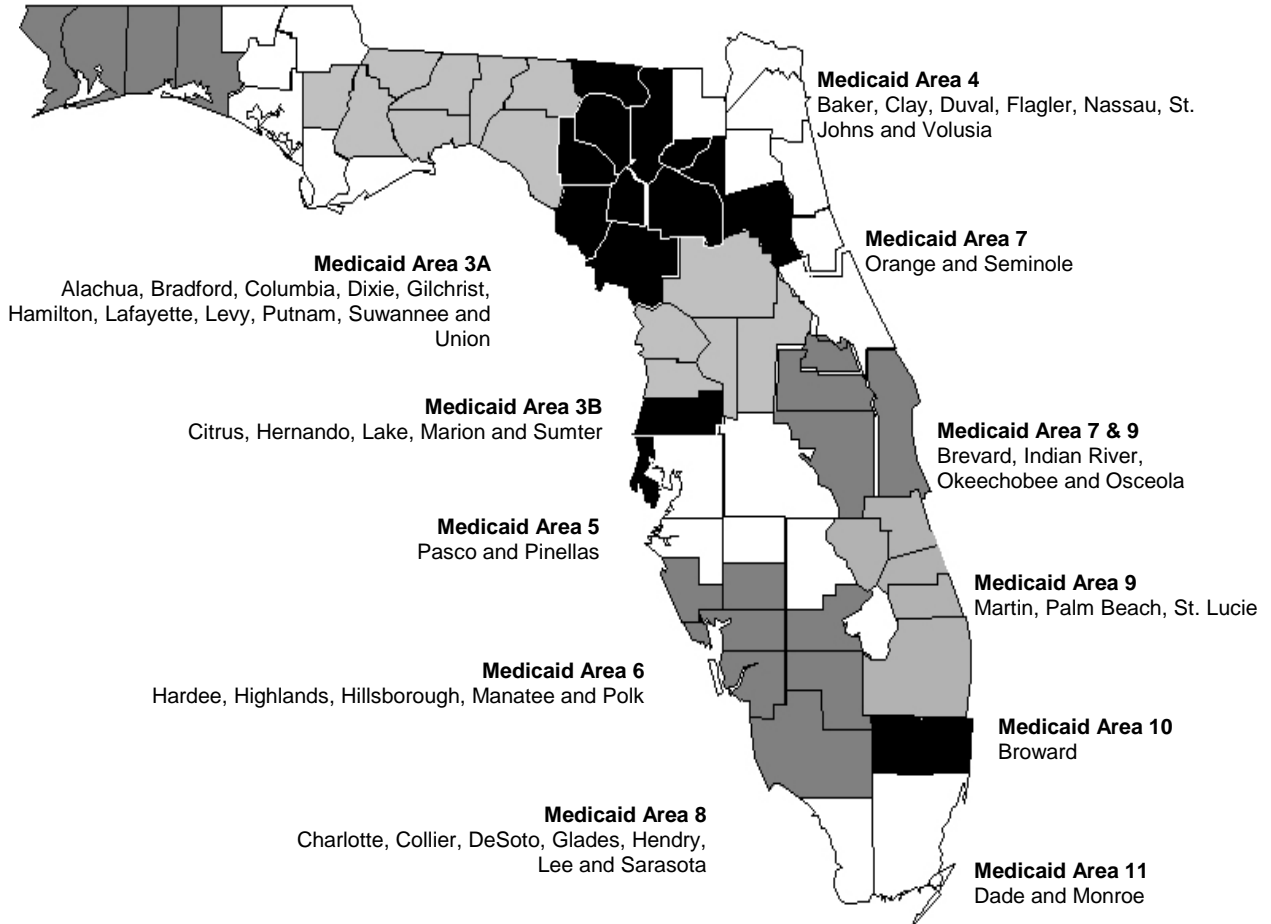 Medicaid Area 4
Baker, Clay, Duval, Flagler, Nassau, St.
Johns and Volusia
Medicaid Area 7
Orange and Seminole
Medicaid Area 3A
Alachua, Bradford, Columbia, Dixie, Gilchrist,
Hamilton, Lafayette, Levy, Putnam, Suwannee and
Union
Medicaid Area 3B
Citrus, Hernando, Lake, Marion and Sumter
Medicaid Area 7 & 9
Brevard, Indian River,
Okeechobee and Osceola
Medicaid Area 5
Pasco and Pinellas
Medicaid Area 9
Martin, Palm Beach, St. Lucie
Medicaid Area 6
Hardee, Highlands, Hillsborough, Manatee and Polk
Medicaid Area 10
Broward
Medicaid Area 8
Charlotte, Collier, DeSoto, Glades, Hendry,
Lee and Sarasota
Medicaid Area 11
Dade and Monroe